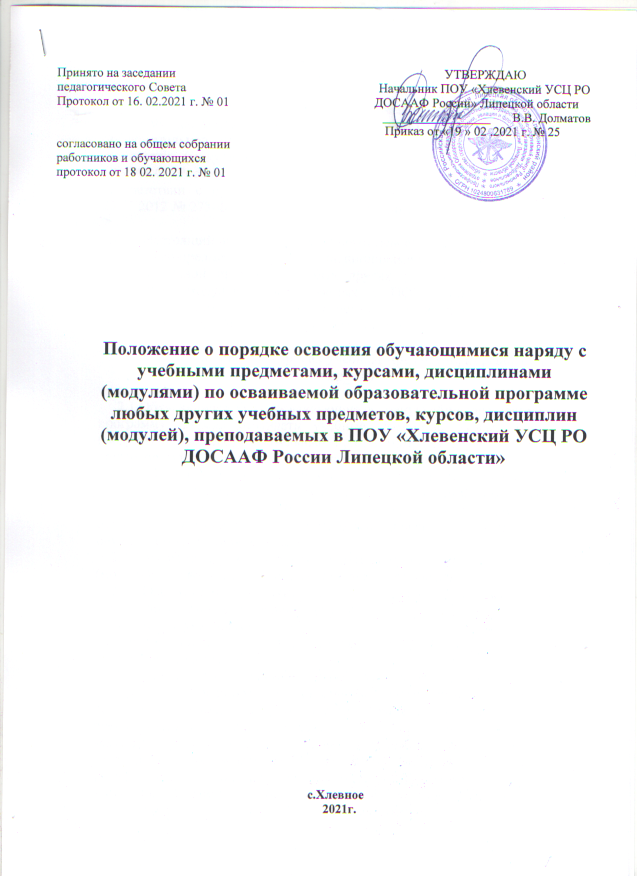 Принято на заседании
педагогического Совета
Протокол от 16. 02.2021 г. № 01
согласовано на общем собрании
работников и обучающихся
протокол от 18 02. 2021 г. № 01
УТВЕРЖДАЮ
Начальник ПОУ «Хлевенский УСЦ РО
ДОСААФ России» Липецкой области
В.В. Долматов
Приказ от «19 » 02 .2021 г. № 25
Положение о порядке освоения обучающимися наряду с
учебными предметами, курсами, дисциплинами
(модулями) по осваиваемой образовательной программе
любых других учебных предметов, курсов, дисциплин
(модулей), преподаваемых в ПОУ «Хлевенский УСЦ РО
ДОСААФ России Липецкой области»
с.Хлевное
2021г.